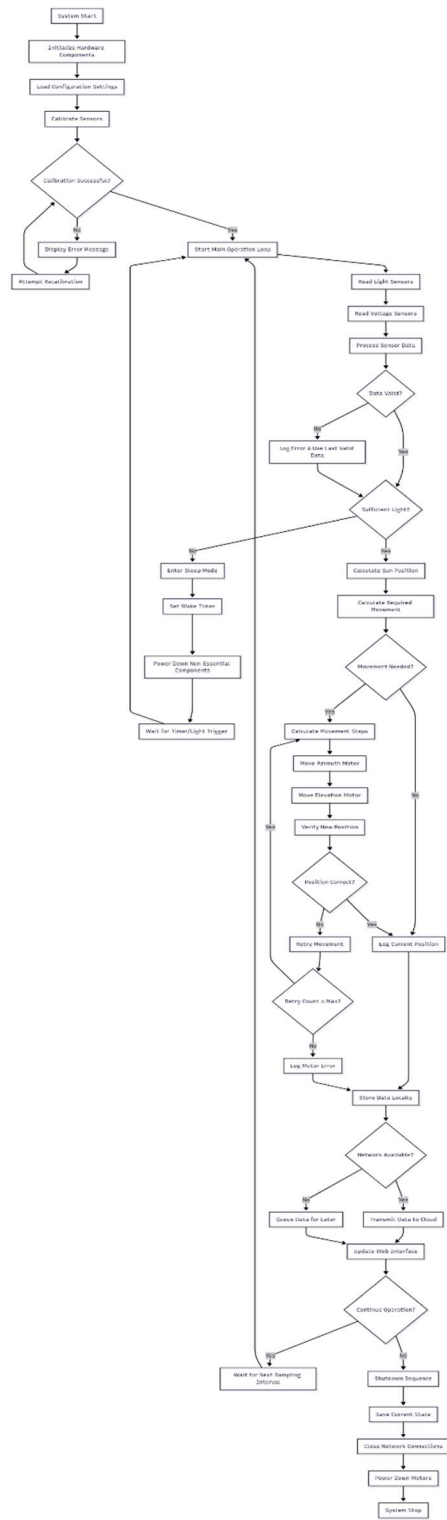 System Start
Initialize Hardware
Components
Load Configuration Settings
Calibrate Sensors
Calibration Successful?
No
Yes
Display Error Message
Start Main Operation Loop
Attempt Recalibration
Read Light Sensors
Read Voltage Sensors
Process Sensor Data
Data Valid?
No
Yes
Log Error & Use Last Valid
Data
Sufficient Light?
No
Yes
Enter Sleep Mode
Calculate Sun Position
Set Wake Timer
Calculate Required
Movement
Power Down Non-Essential
Components
Movement Needed?
Yes
Wait for Timer/Light Trigger
Calculate Movement Steps
Move Azimuth Motor
Move Elevation Motor
No
Yes
Verify New Position
Position Correct?
No
Yes
Retry Movement
Log Current Position
Retry Count < Max?
No
Log Motor Error
Store Data Locally
Network Available?
No
Yes
Queue Data for Later
Transmit Data to Cloud
Update Web Interface
Continue Operation?
Yes
No
Wait for Next Sampling
Interval
Shutdown Sequence
Save Current State
Close Network Connections
Power Down Motors
System Stop